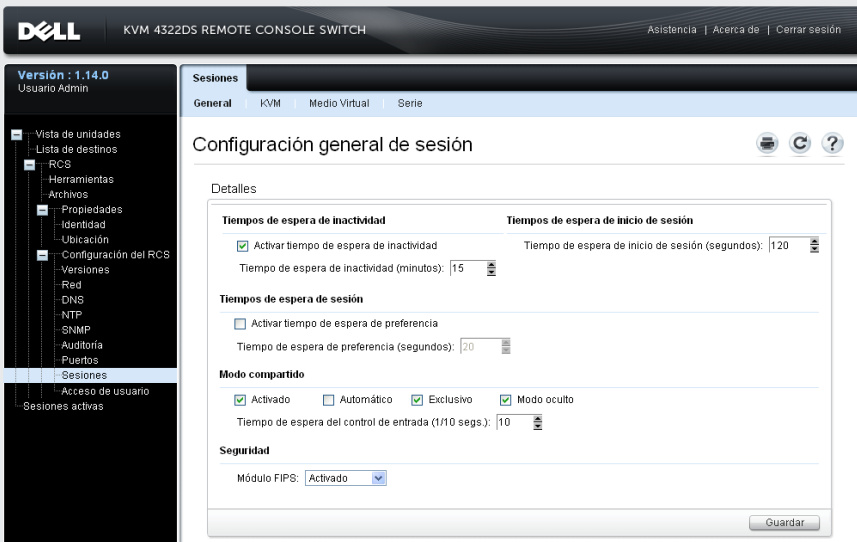 DELL
KVM 4322DS REMOTE CONSOLE SWITCH
Asistencia | Acerca de | Cerrar sesión
Versión : 1.14.0
Usuario Admin
Vista de unidades
Lista de destinos
RCS
Herramientas
Archivos
Propiedades
Identidad
Ubicación
Configuración del RCS
Versiones
Red
DNS
NTP
SNMP
Auditoría
Puertos
Sesiones
Acceso de usuario
Sesiones activas
Sesiones
General KVM Medio Virtual Serie
Configuración general de sesión
?
Detalles
Tiempos de espera de inactividad
Activar tiempo de espera de inactividad
Tiempo de espera de inactividad (minutos): 15
Tiempos de espera de inicio de sesión
Tiempo de espera de inicio de sesión (segundos): 120
Tiempos de espera de sesión
Activar tiempo de espera de preferencia
Tiempo de espera de preferencia (segundos): 20
Modo compartido
Activado Automático Exclusivo Modo oculto
Tiempo de espera del control de entrada (1/10 segs.): 10
Seguridad
Módulo FIPS: Activado
Guardar